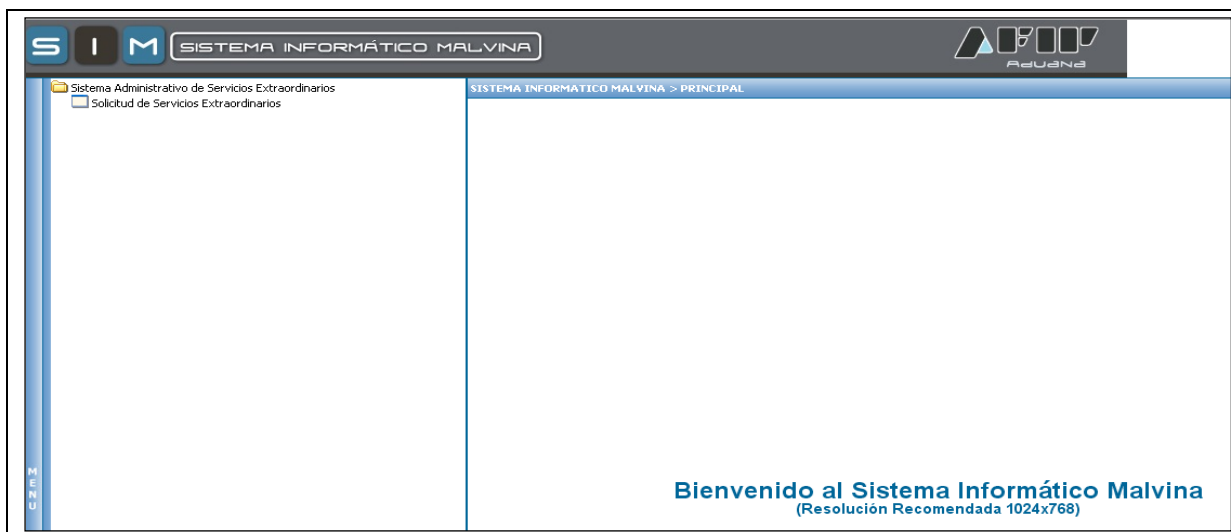 S I M SISTEMA INFORMÁTICO MALVINA
AFIP
ADUANA
Sistema Administrativo de Servicios Extraordinarios
Solicitud de Servicios Extraordinarios
SISTEMA INFORMATICO MALVINA > PRINCIPAL
MENU
Bienvenido al Sistema Informático Malvina
(Resolución Recomendada 1024x768)